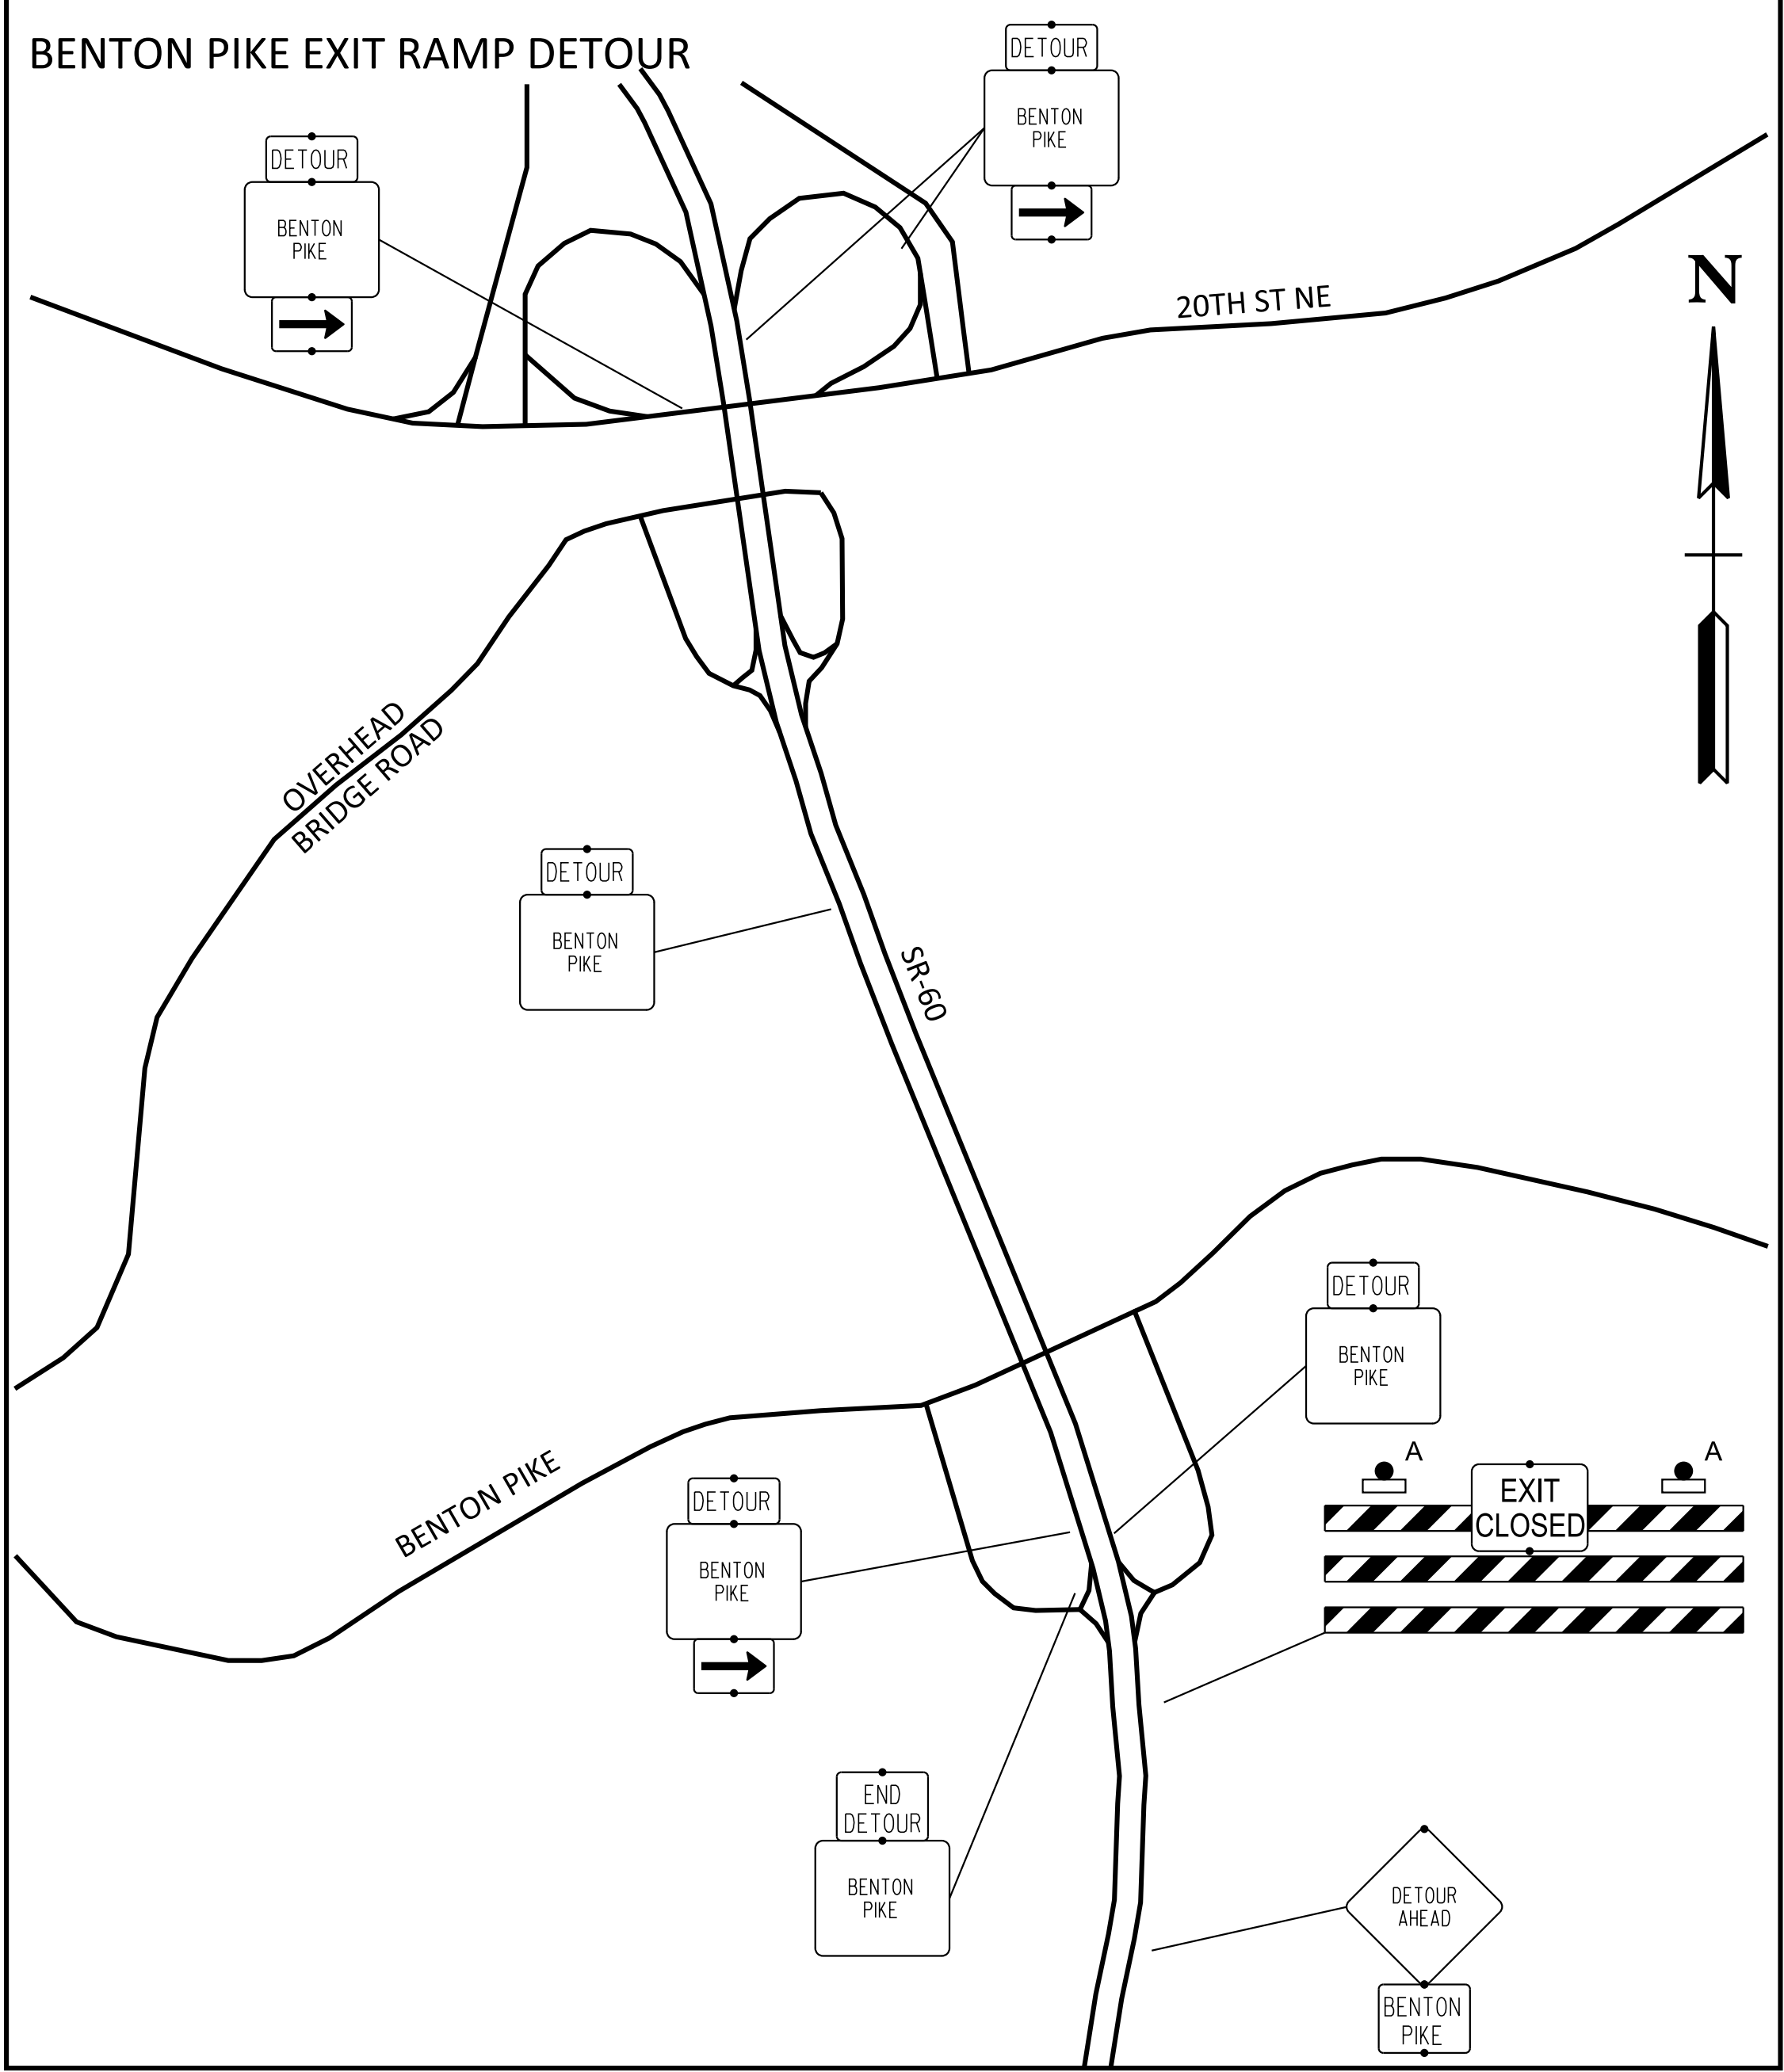 BENTON PIKE EXIT RAMP DETOUR
DETOUR
BENTON
PIKE
DETOUR
BENTON
PIKE
20TH ST NE
N
OVERHEAD
BRIDGE ROAD
DETOUR
BENTON
PIKE
SR-60
DETOUR
BENTON
PIKE
A
A
EXIT
CLOSED
BENTON PIKE
DETOUR
BENTON
PIKE
END
DETOUR
BENTON
PIKE
DETOUR
AHEAD
BENTON
PIKE